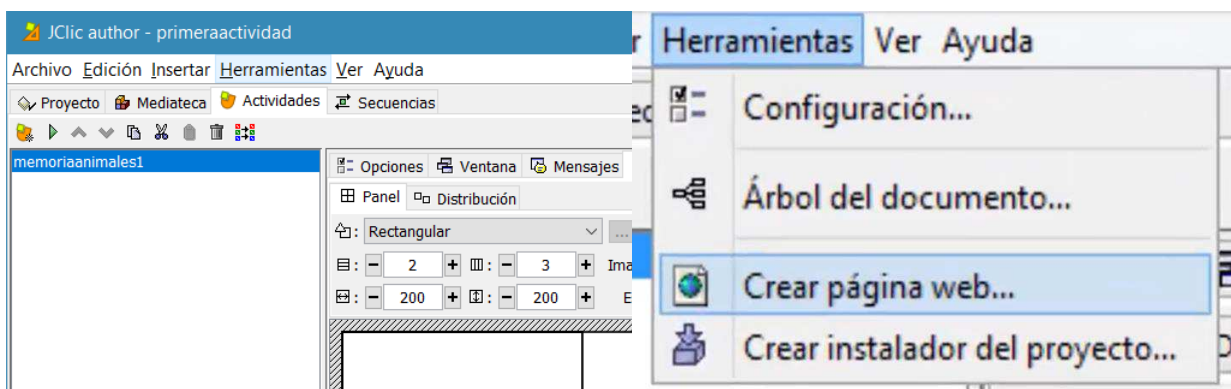 JClic author - primeraactividad
Archivo Edición Insertar Herramientas Ver Ayuda
Proyecto Mediateca Actividades Secuencias
memoriaanimales1
Opciones Ventana Mensajes
Panel Distribución
: Rectangular ...
: - 2 + : - 3 + Ima
: - 200 + : - 200 + E
r Herramientas Ver Ayuda
Configuración...
Árbol del documento...
Crear página web...
Crear instalador del proyecto...